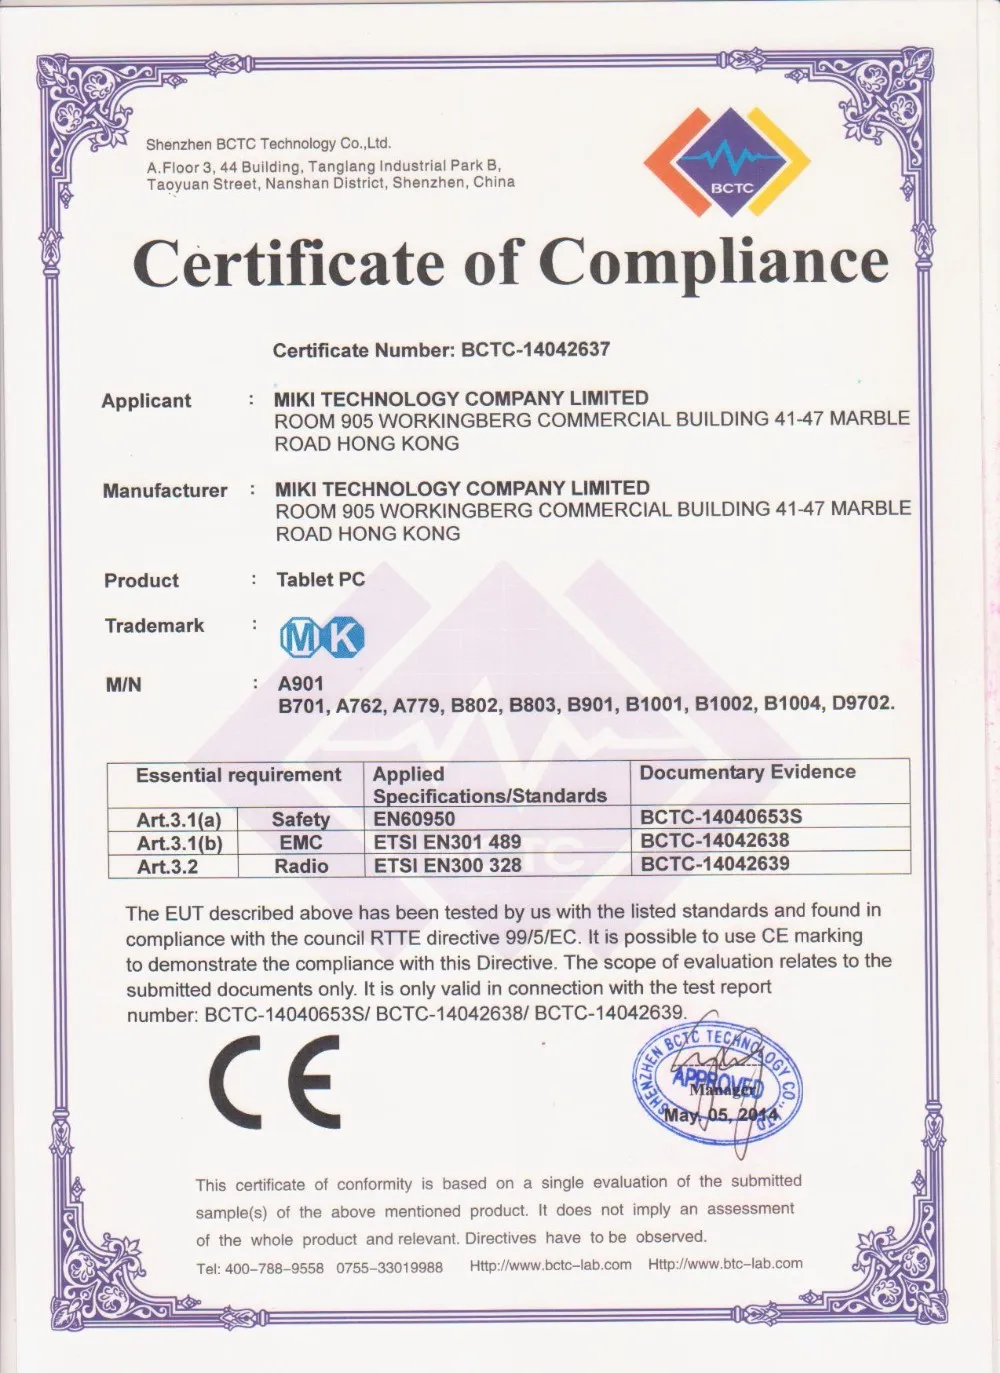 Shenzhen BCTC Technology Co.,Ltd.
A.Floor 3, 44 Building, Tanglang Industrial Park B,
Taoyuan Street, Nanshan District, Shenzhen, China
BCTC
Certificate of Compliance
Certificate Number: BCTC-14042637
Applicant : MIKI TECHNOLOGY COMPANY LIMITED
ROOM 905 WORKINGBERG COMMERCIAL BUILDING 41-47 MARBLE
ROAD HONG KONG
Manufacturer : MIKI TECHNOLOGY COMPANY LIMITED
ROOM 905 WORKINGBERG COMMERCIAL BUILDING 41-47 MARBLE
ROAD HONG KONG
Product : Tablet PC
Trademark : MK
M/N : A901
B701, A762, A779, B802, B803, B901, B1001, B1002, B1004, D9702.
Essential requirement Applied Documentary Evidence
Specifications/Standards
Art.3.1(a) Safety EN60950 BCTC-14040653S
Art.3.1(b) EMC ETSI EN301 489 BCTC-14042638
Art.3.2 Radio ETSI EN300 328 BCTC-14042639
The EUT described above has been tested by us with the listed standards and found in
compliance with the council RTTE directive 99/5/EC. It is possible to use CE marking
to demonstrate the compliance with this Directive. The scope of evaluation relates to the
submitted documents only. It is only valid in connection with the test report
number: BCTC-14040653S/ BCTC-14042638/ BCTC-14042639.
CE
SHENZHEN BCTC TECHNOLOGY CO., LTD
APPROVED
Manager
May. 05, 2014
This certificate of conformity is based on a single evaluation of the submitted
sample(s) of the above mentioned product. It does not imply an assessment
of the whole product and relevant. Directives have to be observed.
Tel: 400-788-9558 0755-33019988 Http://www.bctc-lab.com Http://www.btc-lab.com